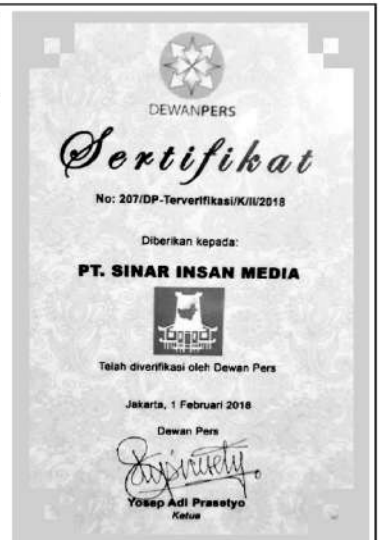 DEWANPERS
Sertifikat
No: 207/DP-Terverifikasi/K/II/2018
Diberikan kepada:
PT. SINAR INSAN MEDIA
Telah diverifikasi oleh Dewan Pers
Jakarta, 1 Februari 2018
Dewan Pers
Yosep Adi Prasetyo
Ketua